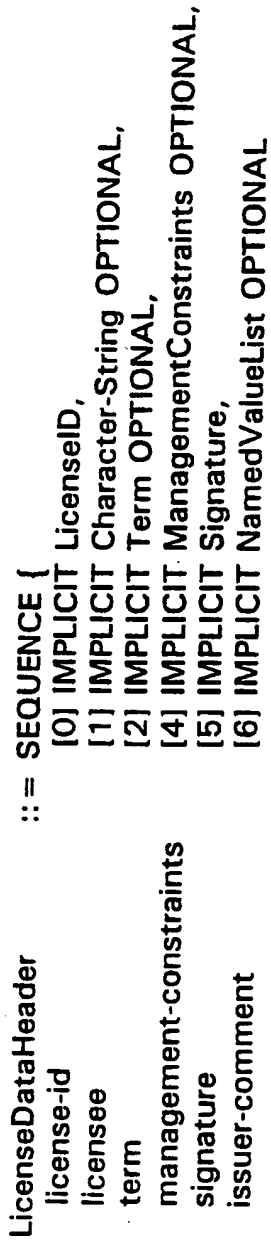 LicenseDataHeader ::= SEQUENCE {
license-id [0] IMPLICIT LicenseID,
licensee [1] IMPLICIT Character-String OPTIONAL,
term [2] IMPLICIT Term OPTIONAL,
management-constraints [4] IMPLICIT ManagementConstraints OPTIONAL,
signature [5] IMPLICIT Signature,
issuer-comment [6] IMPLICIT NamedValueList OPTIONAL